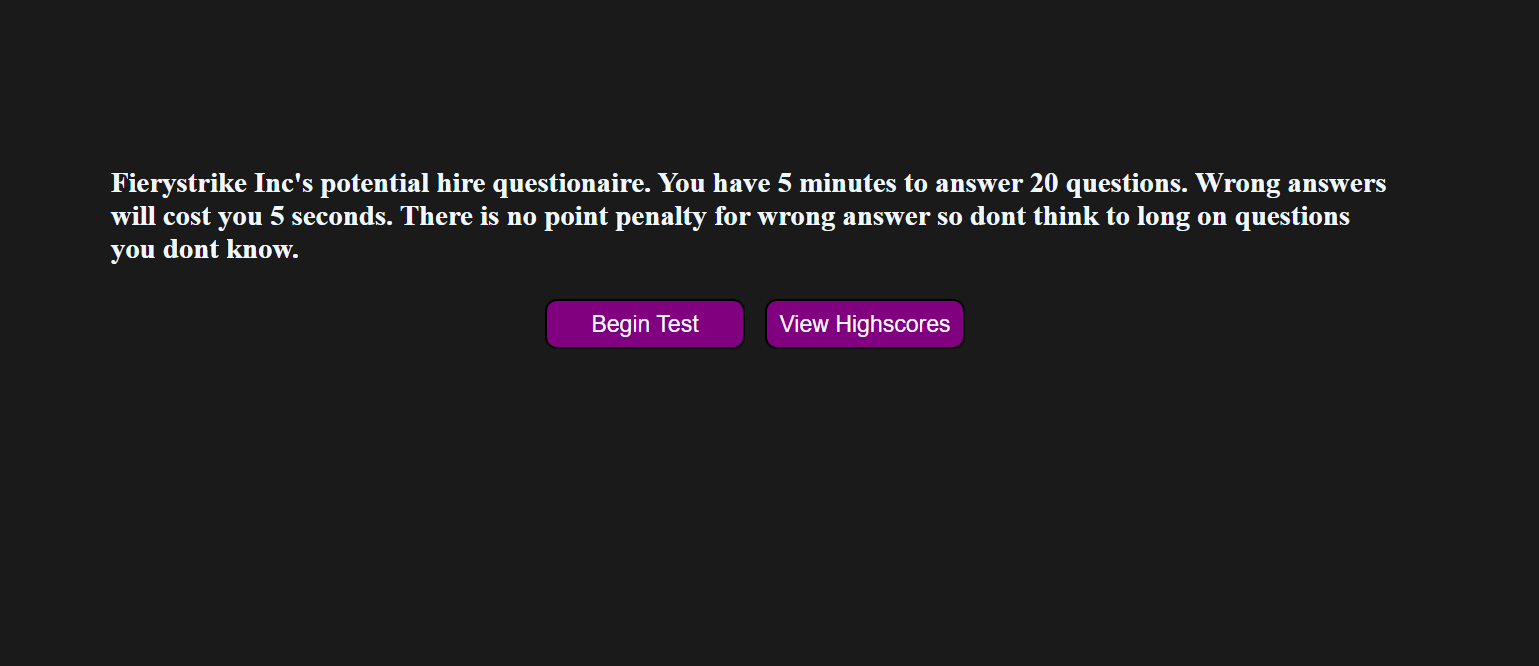 Fierystrike Inc's potential hire questionaire. You have 5 minutes to answer 20 questions. Wrong answers
will cost you 5 seconds. There is no point penalty for wrong answer so dont think to long on questions
you dont know.
Begin Test
View Highscores